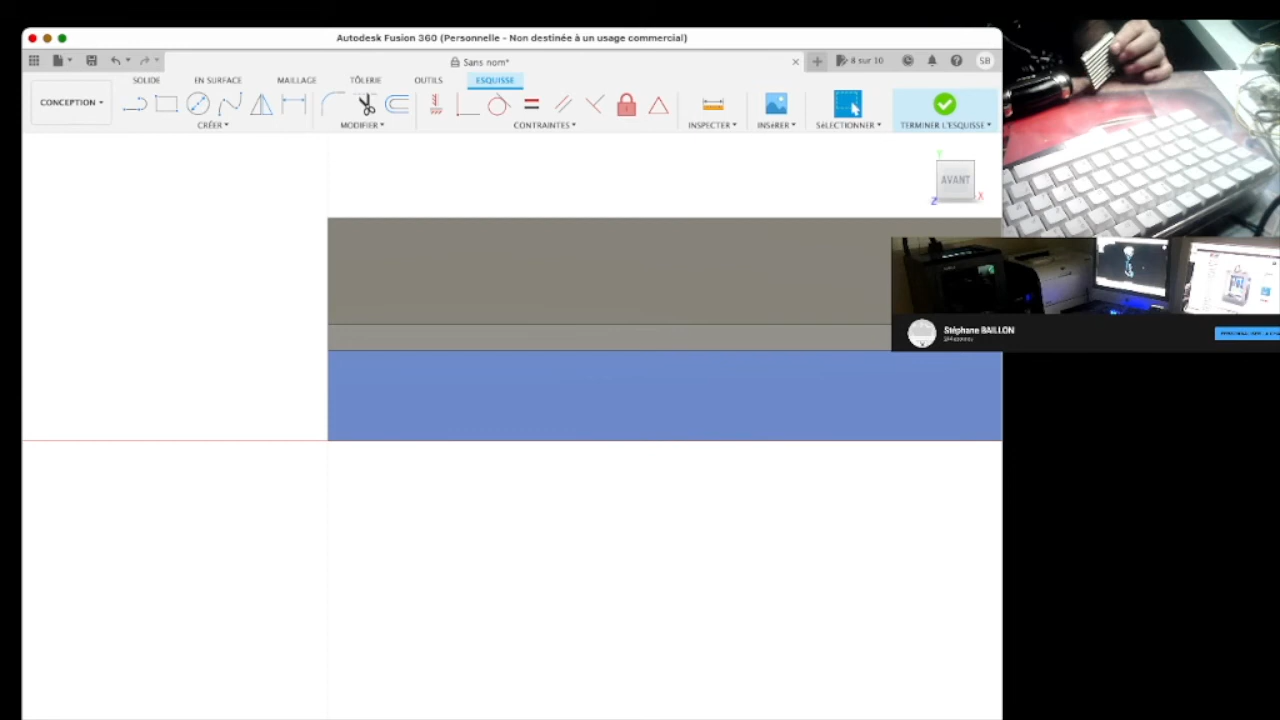 Autodesk Fusion 360 (Personnelle - Non destinée à un usage commercial)
Sans nom*
8 sur 10
SB
SOLIDE
EN SURFACE
MAILLAGE
TÔLERIE
OUTILS
ESQUISSE
CONCEPTION
CRÉER
MODIFIER
CONTRAINTES
INSPECTER
INSÉRER
SÉLECTIONNER
TERMINER L'ESQUISSE
Y
AVANT
Z
X
Stéphane BAILLON